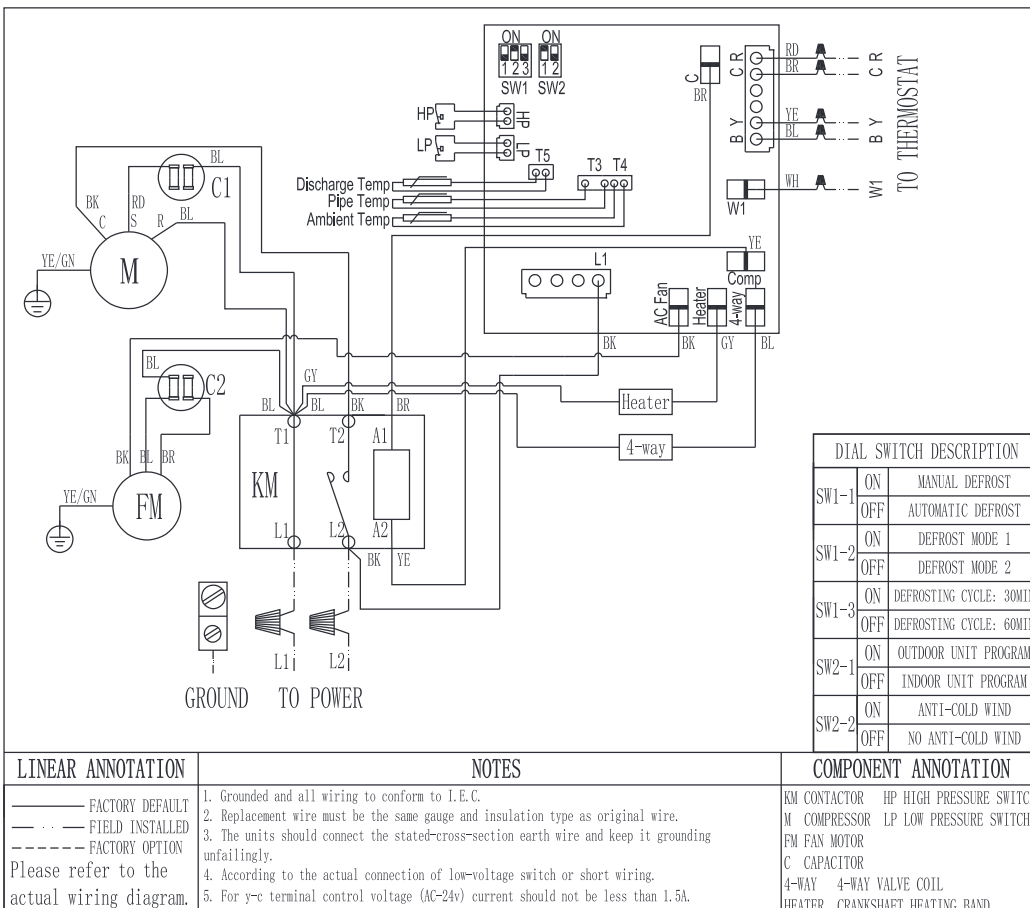 ON ON
1 2 3 1 2
SW1 SW2
HP HP
LP LP
T5 T3 T4
Discharge Temp
Pipe Temp
Ambient Temp
C BR
C R
RD
BR
YE
BL
B Y
C R
B Y
TO THERMOSTAT
W1 WH W1
YE
Comp
L1
AC Fan
Heater
4-way
BK BK GY BL
BL
C1
BK RD BL
C S R
YE/GN
M
BL
C2
GY
BL BL BK BR
Heater
4-way
T1 T2 A1
KM
L1 L2 A2
BK YE
BK BL BR
YE/GN
FM
L1 L2
GROUND TO POWER
DIAL SWITCH DESCRIPTION
SW1-1 ON MANUAL DEFROST
OFF AUTOMATIC DEFROST
SW1-2 ON DEFROST MODE 1
OFF DEFROST MODE 2
SW1-3 ON DEFROSTING CYCLE: 30MIN
OFF DEFROSTING CYCLE: 60MIN
SW2-1 ON OUTDOOR UNIT PROGRAM
OFF INDOOR UNIT PROGRAM
SW2-2 ON ANTI-COLD WIND
OFF NO ANTI-COLD WIND
LINEAR ANNOTATION
FACTORY DEFAULT
FIELD INSTALLED
FACTORY OPTION
Please refer to the
actual wiring diagram.
NOTES
1. Grounded and all wiring to conform to I.E.C.
2. Replacement wire must be the same gauge and insulation type as original wire.
3. The units should connect the stated-cross-section earth wire and keep it grounding
unfailingly.
4. According to the actual connection of low-voltage switch or short wiring.
5. For y-c terminal control voltage (AC-24v) current should not be less than 1.5A.
COMPONENT ANNOTATION
KM CONTACTOR HP HIGH PRESSURE SWITC
M COMPRESSOR LP LOW PRESSURE SWITCH
FM FAN MOTOR
C CAPACITOR
4-WAY 4-WAY VALVE COIL
HEATER CRANKSHAFT HEATING BAND